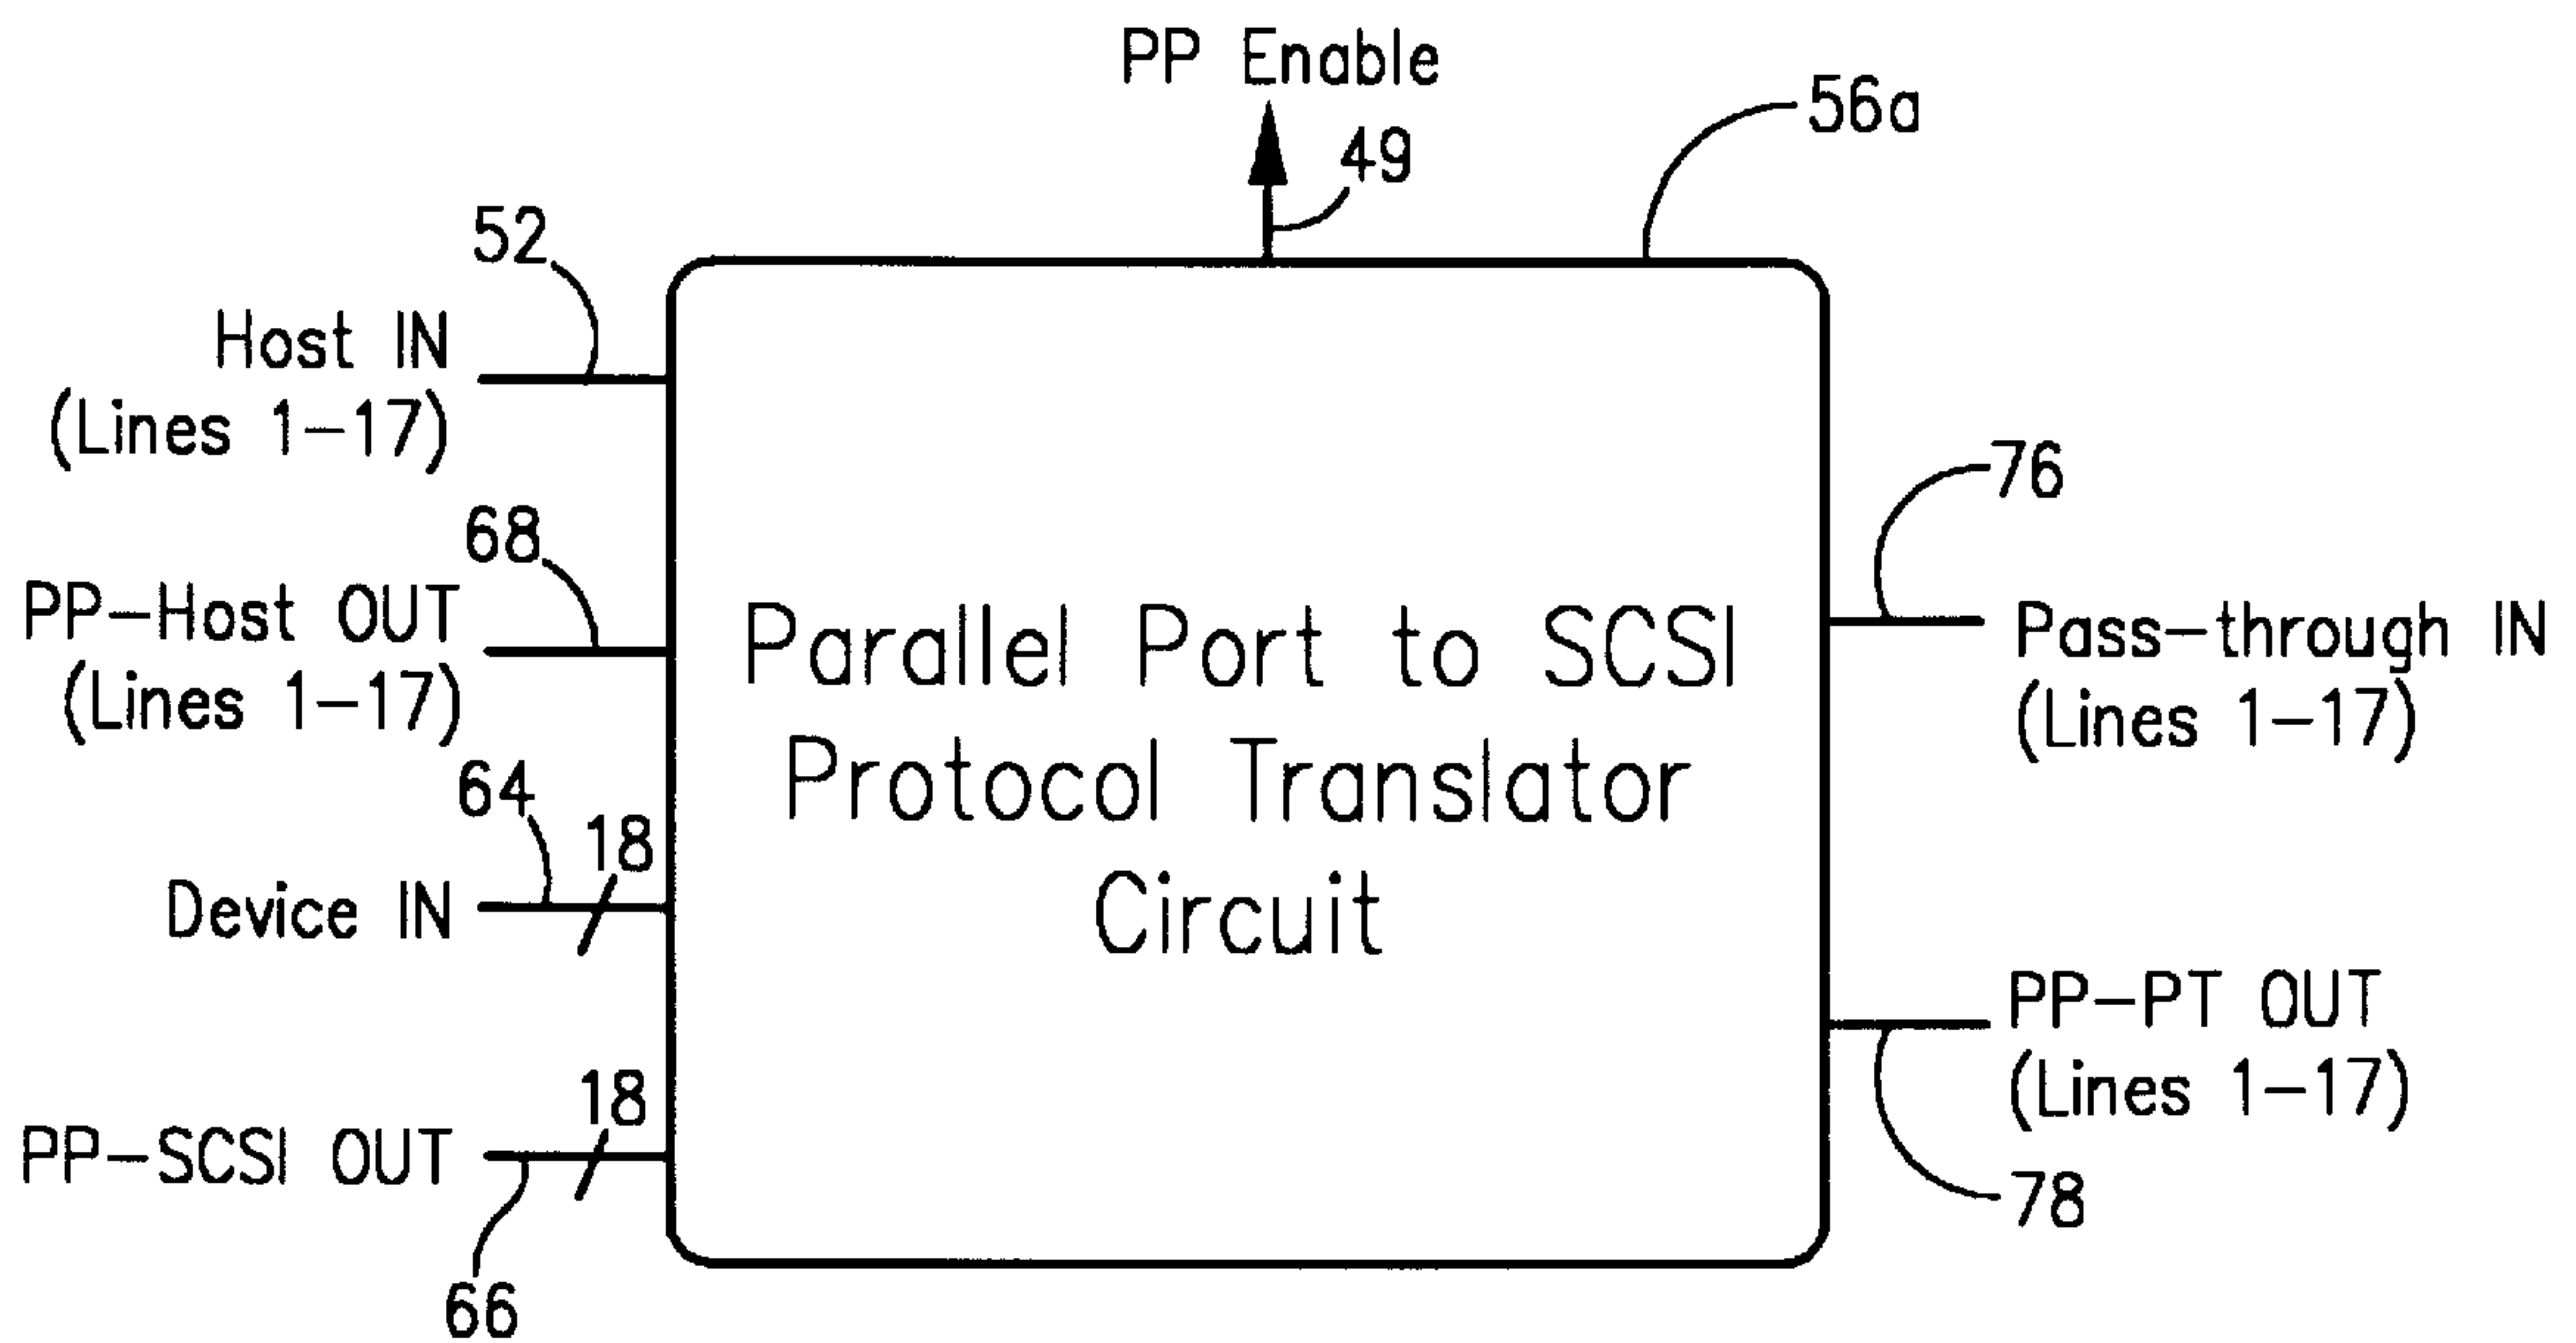 PP Enable
49
56a
52
Host IN
(Lines 1-17)
68
PP-Host OUT
(Lines 1-17)
64
18
Device IN
18
PP-SCSI OUT
66
Parallel Port to SCSI
Protocol Translator
Circuit
76
Pass-through IN
(Lines 1-17)
PP-PT OUT
(Lines 1-17)
78